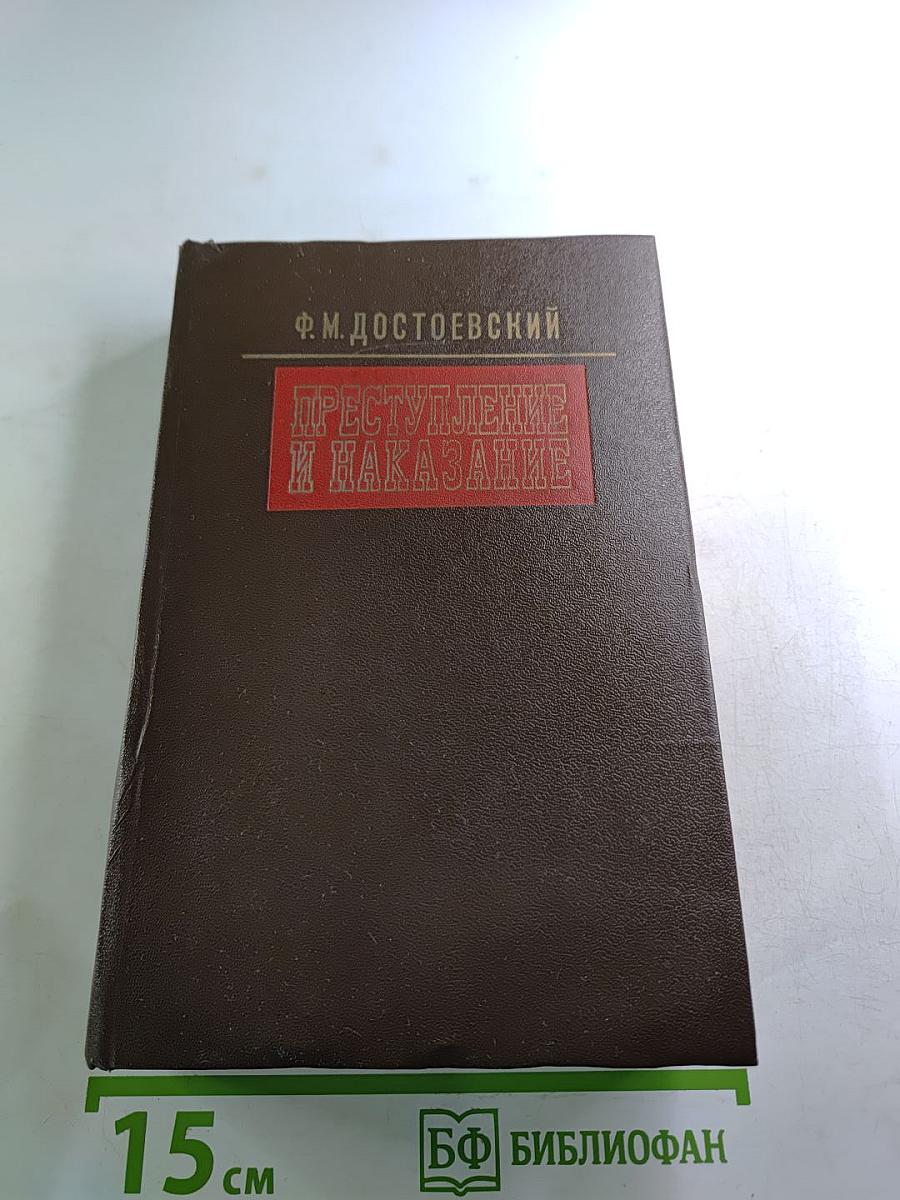 Ф.М.ДОСТОЕВСКИЙ
ПРЕСТУПЛЕНИЕ
И НАКАЗАНИЕ
15 см
БФ БИБЛИОФАН